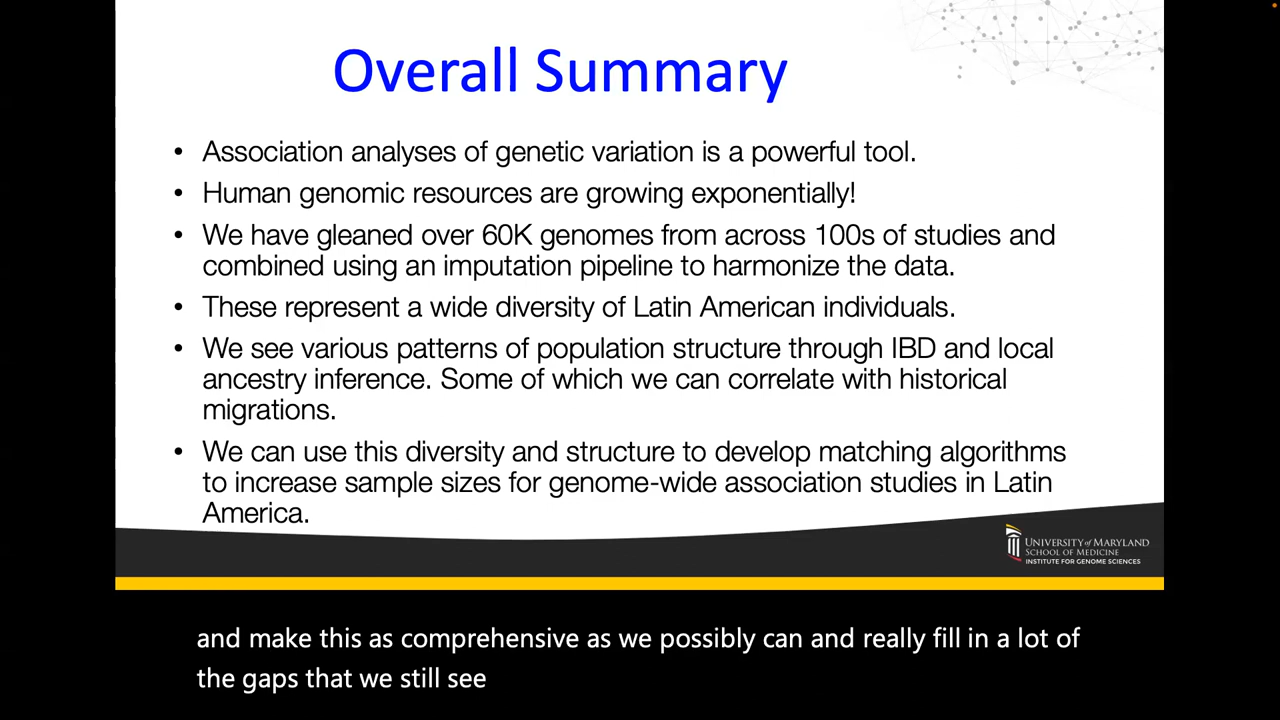 Overall Summary
• Association analyses of genetic variation is a powerful tool.
• Human genomic resources are growing exponentially!
• We have gleaned over 60K genomes from across 100s of studies and
combined using an imputation pipeline to harmonize the data.
• These represent a wide diversity of Latin American individuals.
• We see various patterns of population structure through IBD and local
ancestry inference. Some of which we can correlate with historical
migrations.
• We can use this diversity and structure to develop matching algorithms
to increase sample sizes for genome-wide association studies in Latin
America.
UNIVERSITY of MARYLAND
SCHOOL OF MEDICINE
INSTITUTE FOR GENOME SCIENCES
and make this as comprehensive as we possibly can and really fill in a lot of
the gaps that we still see